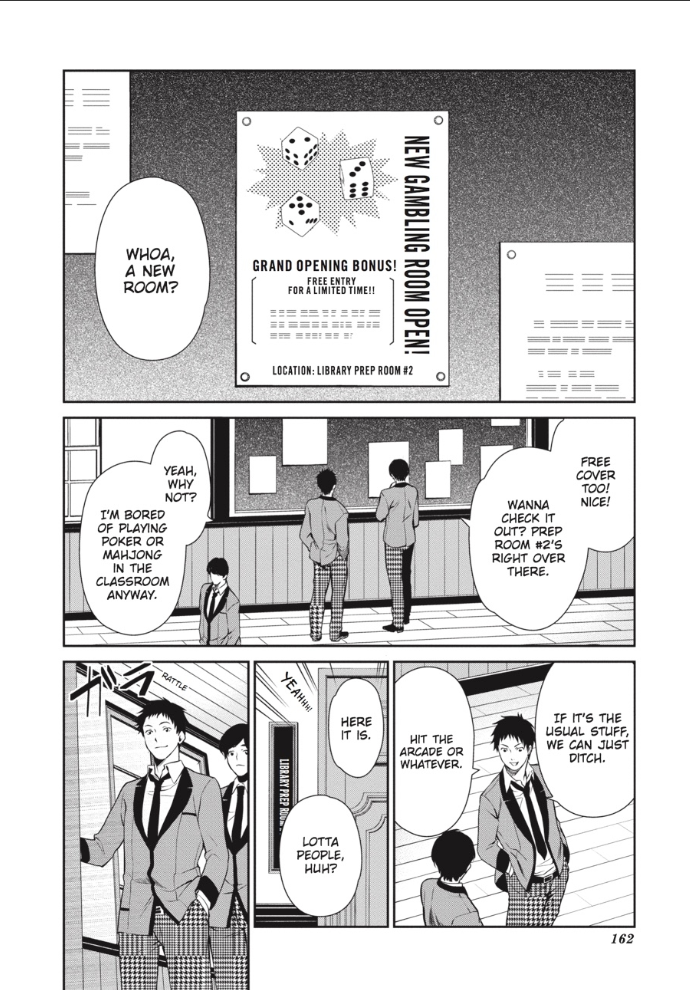 WHOA,
A NEW
ROOM?
NEW GAMBLING ROOM OPEN!
GRAND OPENING BONUS!
FREE ENTRY
FOR A LIMITED TIME!!
LOCATION: LIBRARY PREP ROOM #2
FREE
COVER
TOO!
NICE!
WANNA
CHECK IT
OUT? PREP
ROOM #2'S
RIGHT OVER
THERE.
YEAH,
WHY
NOT?
I'M BORED
OF PLAYING
POKER OR
MAHJONG
IN THE
CLASSROOM
ANYWAY.
IF IT'S THE
USUAL STUFF,
WE CAN JUST
DITCH.
HIT THE
ARCADE OR
WHATEVER.
HERE
IT IS.
YEAHHH!
LIBRARY PREP ROOM
LOTTA
PEOPLE,
HUH?
RATTLE
162